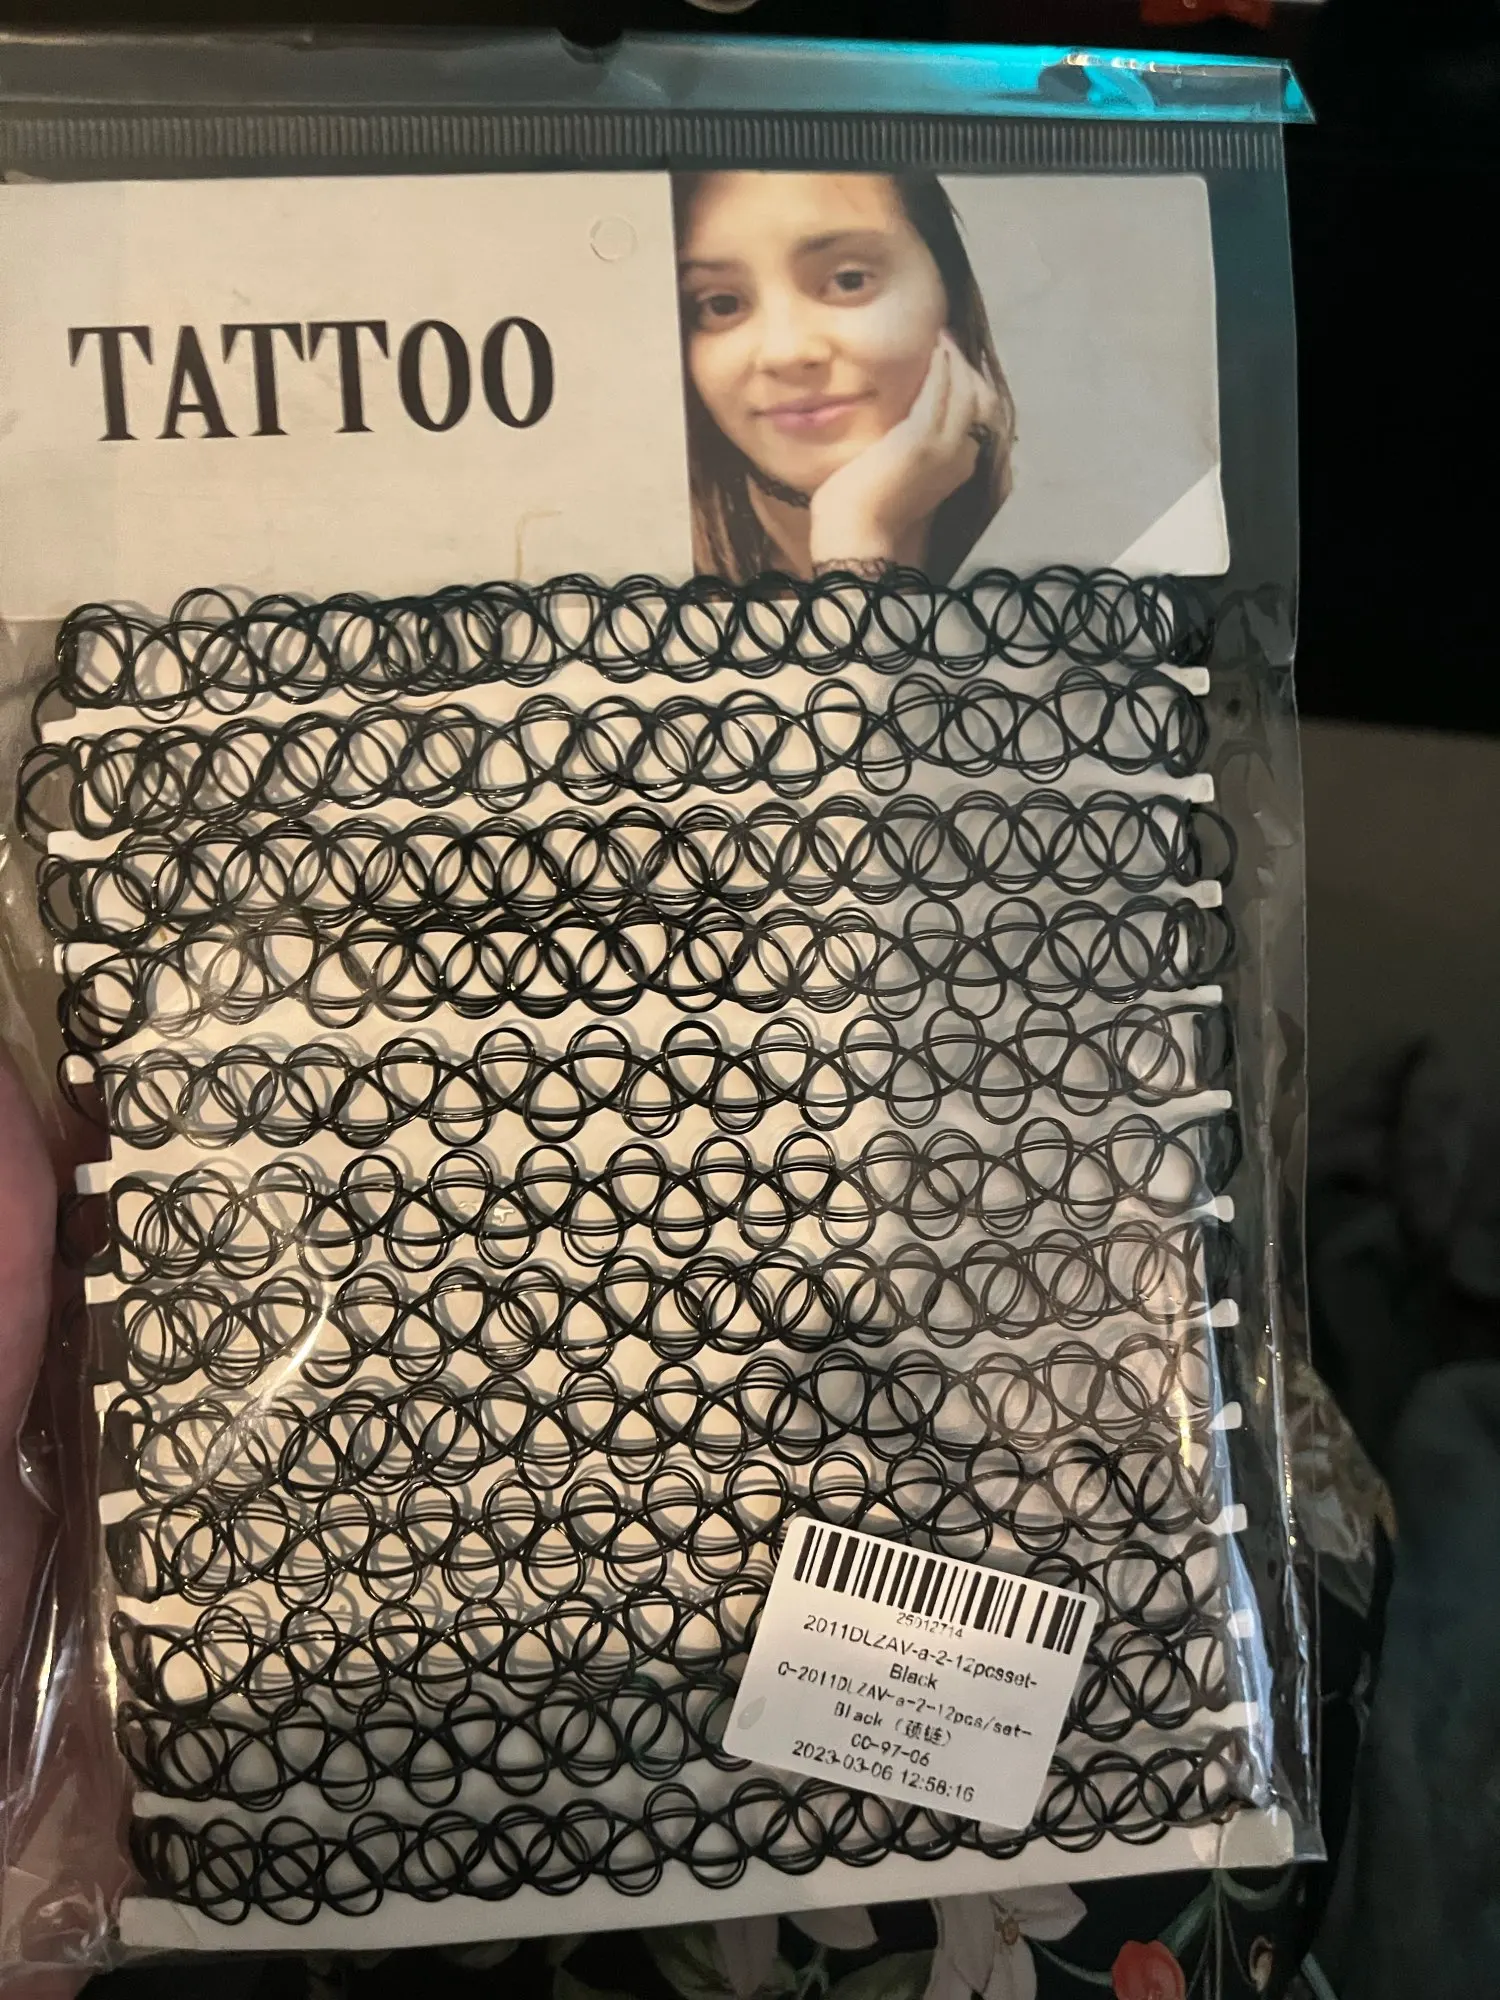 TATTOO
25012714
2011DLZAV-a-2-12pcsset-
Black
C-2011DLZAV-a-2-12pcs/set-
Black (颈链)
CC-97-06
2023-03-06 12:58:16